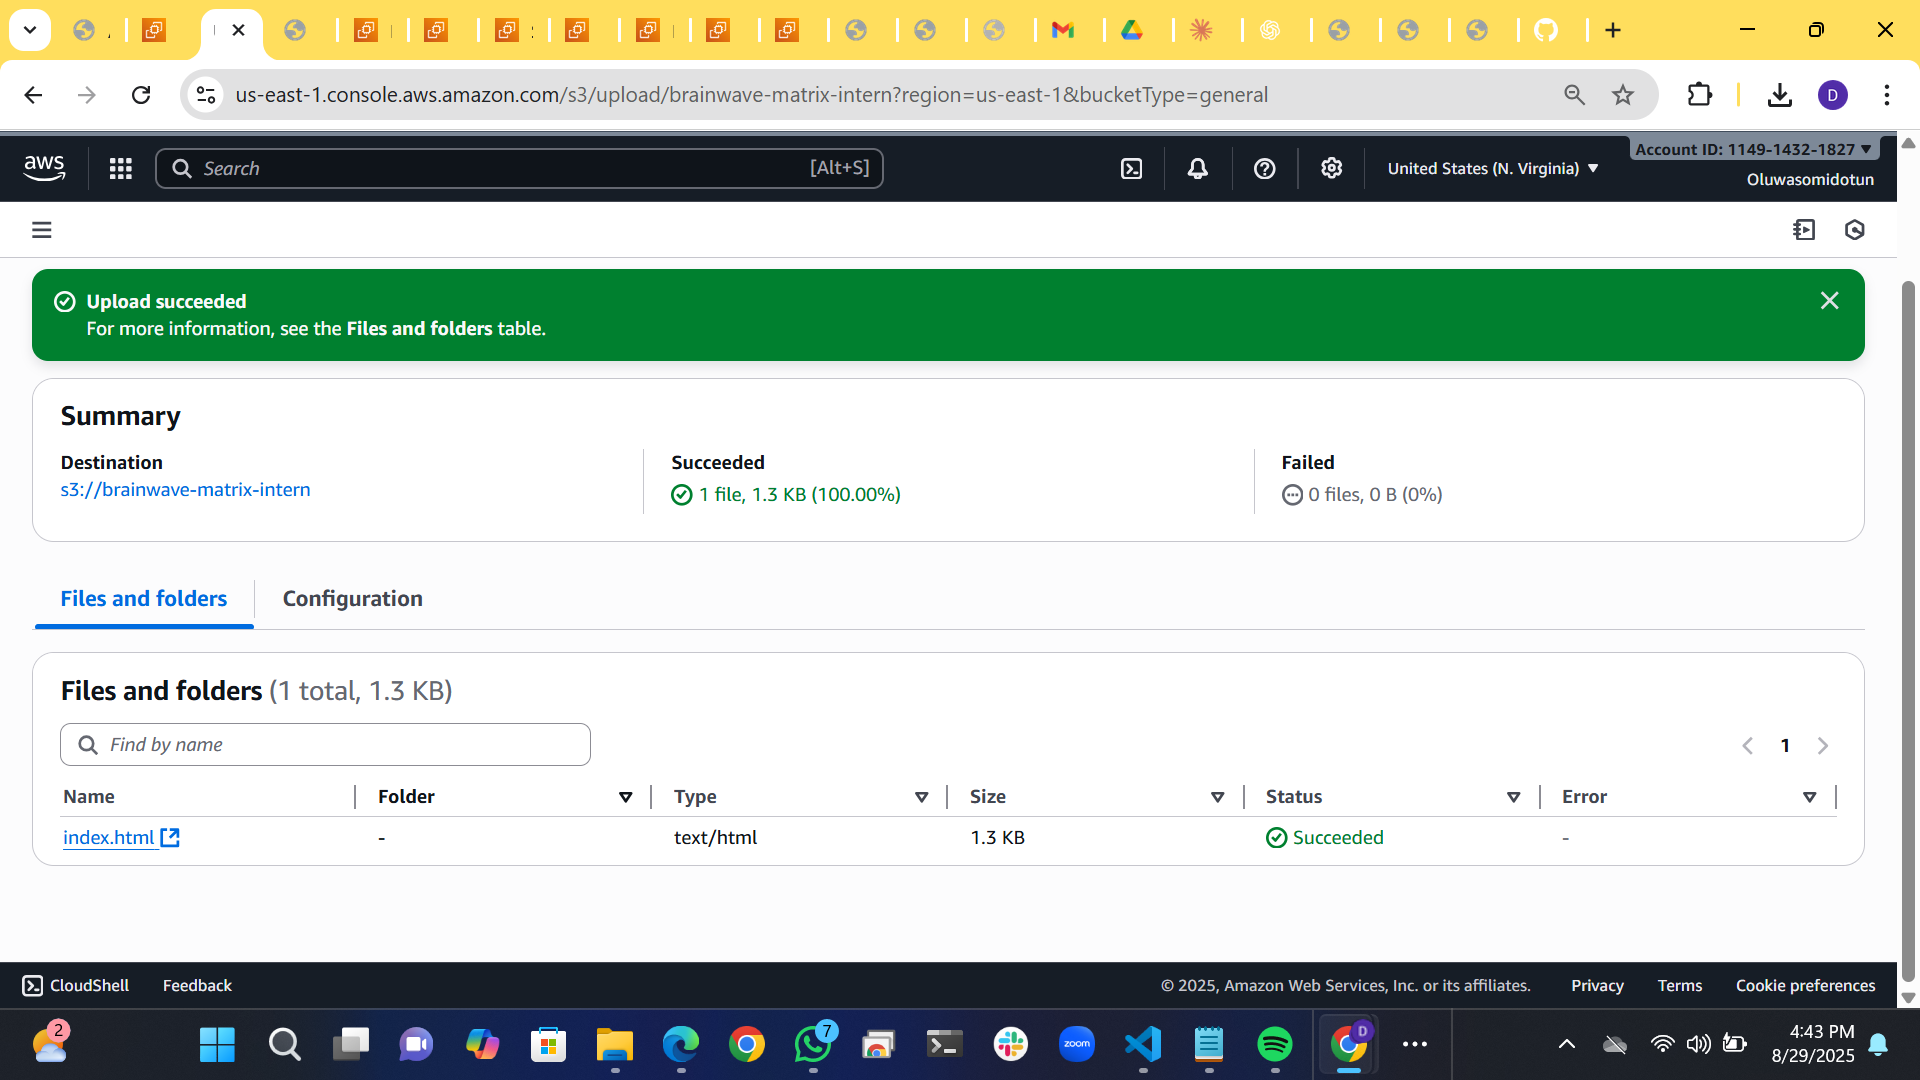 us-east-1.console.aws.amazon.com/s3/upload/brainwave-matrix-intern?region=us-east-1&bucketType=general
D
aws
Search
[Alt+S]
United States (N. Virginia)
Account ID: 1149-1432-1827
Oluwasomidotun
Upload succeeded
For more information, see the Files and folders table.
Summary
Destination
s3://brainwave-matrix-intern
Succeeded
1 file, 1.3 KB (100.00%)
Failed
0 files, 0 B (0%)
Files and folders
Configuration
Files and folders (1 total, 1.3 KB)
Find by name
1
Name Folder Type Size Status Error
index.html - text/html 1.3 KB Succeeded -
CloudShell Feedback © 2025, Amazon Web Services, Inc. or its affiliates. Privacy Terms Cookie preferences
2
7
zoom
D
4:43 PM
8/29/2025